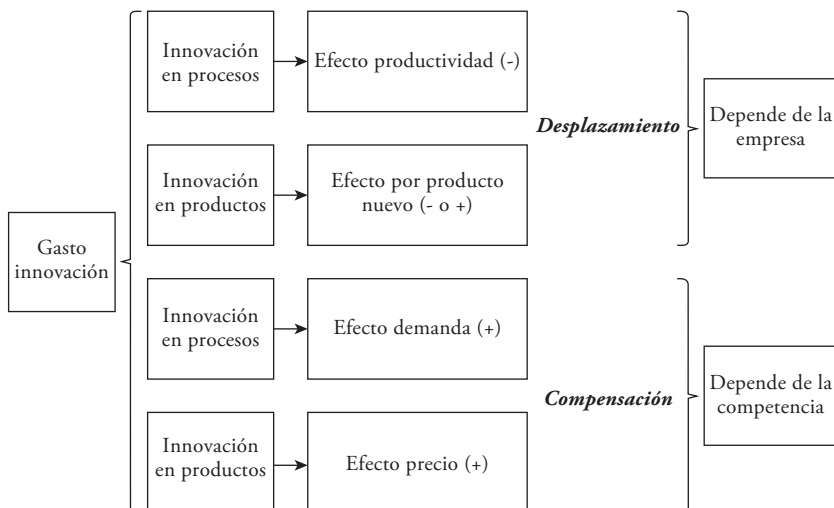 Gasto
innovación
Innovación
en procesos
Efecto productividad (-)
Innovación
en productos
Efecto por producto
nuevo (- o +)
Desplazamiento
Depende de la
empresa
Innovación
en procesos
Efecto demanda (+)
Innovación
en productos
Efecto precio (+)
Compensación
Depende de la
competencia